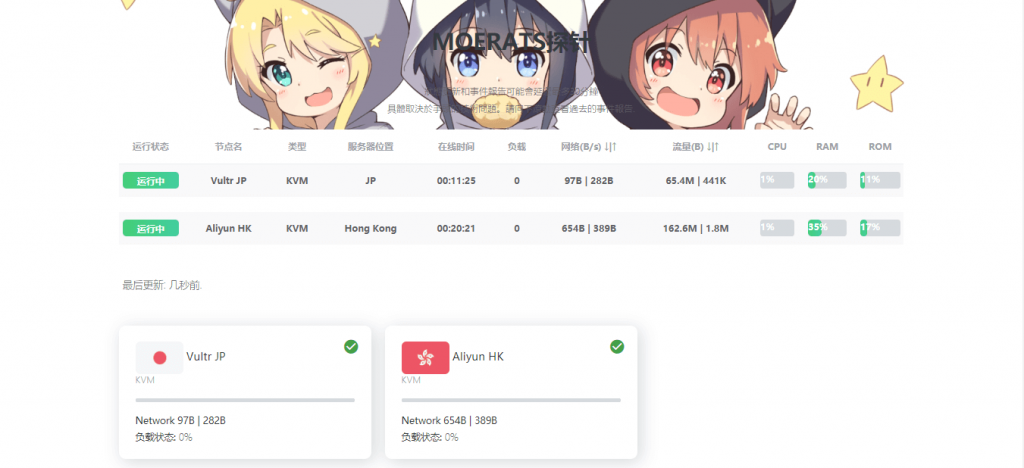 MOERATS探针
新和事件報告可能會延
分鐘
具體取決於
問題。請
看過去的事件報告
运行状态 节点名 类型 服务器位置 在线时间 负载 网络(B/s) ↓|↑ 流量(B) ↓|↑ CPU RAM ROM
运行中 Vultr JP KVM JP 00:11:25 0 97B | 282B 65.4M | 441K 1% 20% 11%
运行中 Aliyun HK KVM Hong Kong 00:20:21 0 654B | 389B 162.6M | 1.8M 1% 35% 17%
最后更新: 几秒前.
Vultr JP
KVM
Network 97B | 282B
负载状态: 0%
Aliyun HK
KVM
Network 654B | 389B
负载状态: 0%